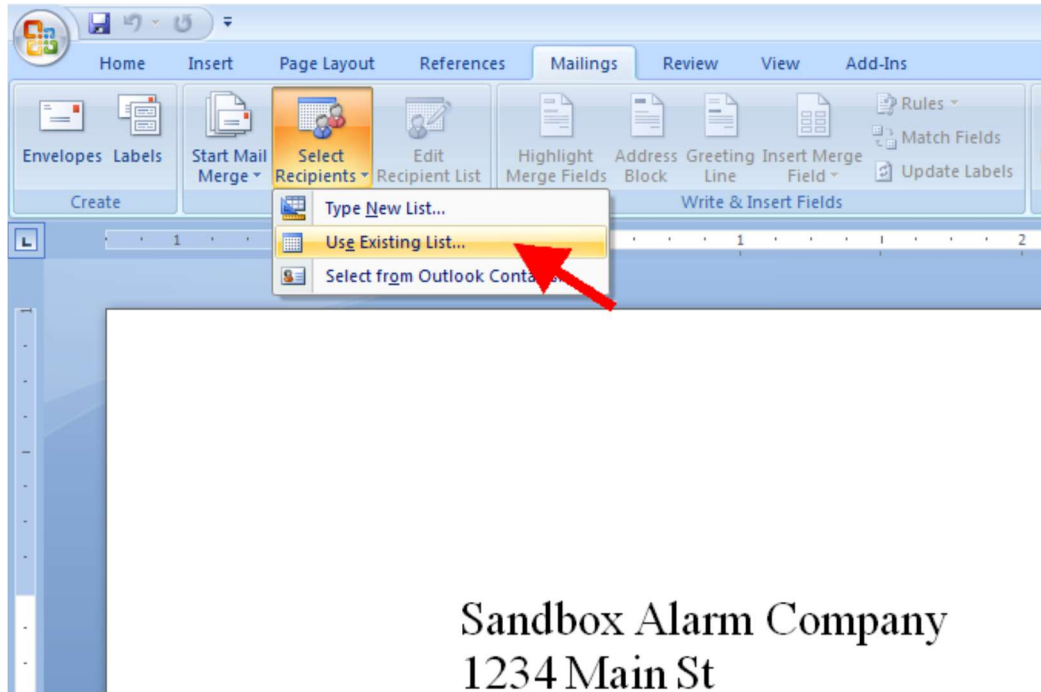 Home Insert Page Layout References Mailings Review View Add-Ins
Envelopes Labels Start Mail Merge Select Recipients Edit Recipient List Highlight Merge Fields Address Block Greeting Line Insert Merge Field
Rules
Match Fields
Update Labels
Create Write & Insert Fields
Type New List...
Use Existing List...
Select from Outlook
L 1 1 2
1
Sandbox Alarm Company
1234 Main St